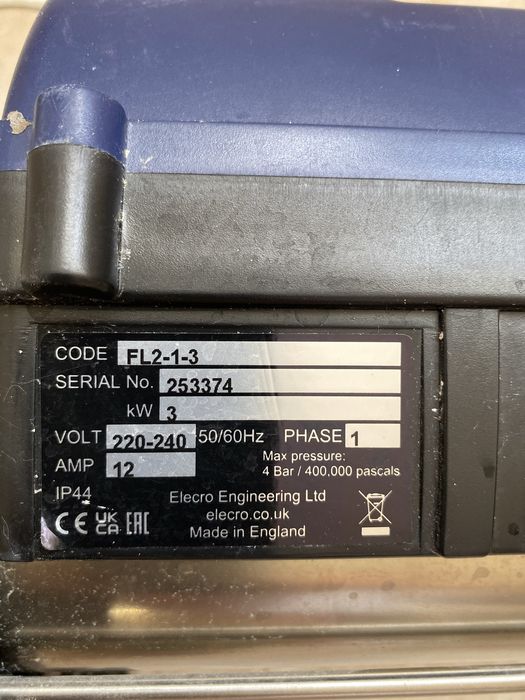 CODE FL2-1-3
SERIAL No. 253374
kW 3
VOLT 220-240 50/60Hz PHASE 1
AMP 12
Max pressure:
4 Bar / 400,000 pascals
IP44
Elecro Engineering Ltd
elecro.co.uk
Made in England
CE UK CA EAC